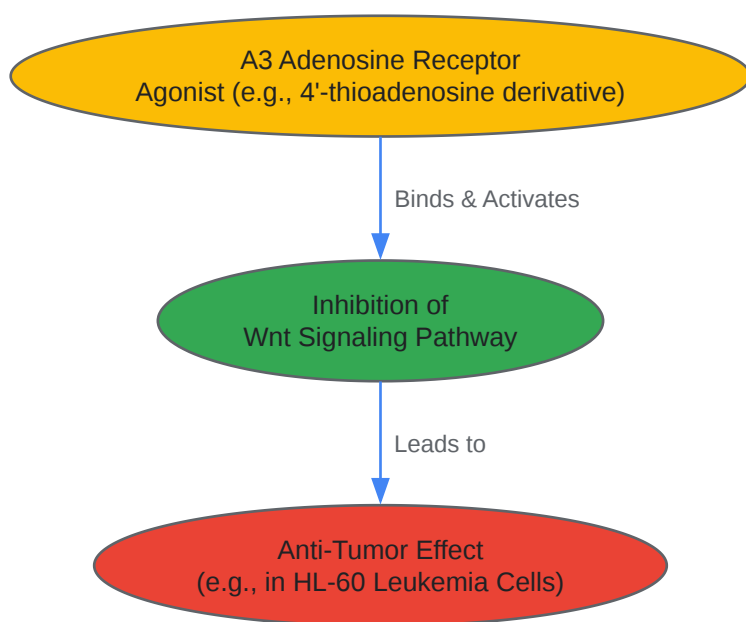 A3 Adenosine Receptor
Agonist (e.g., 4'-thioadenosine derivative)
Binds & Activates
Inhibition of
Wnt Signaling Pathway
Leads to
Anti-Tumor Effect
(e.g., in HL-60 Leukemia Cells)